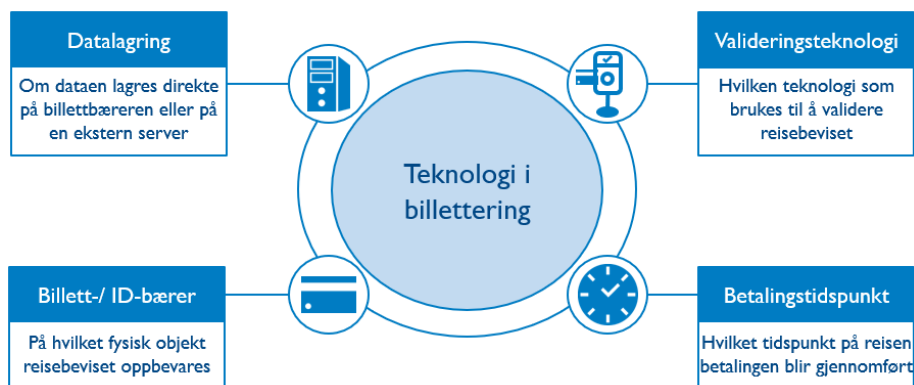 Datalagring
Om dataen lagres direkte
på billettbæreren eller på
en ekstern server
Valideringsteknologi
Hvilken teknologi som
brukes til å validere
reisebeviset
Teknologi i
billettering
Billett-/ ID-bærer
På hvilket fysisk objekt
reisebeviset oppbevares
Betalingstidspunkt
Hvilket tidspunkt på reisen
betalingen blir gjennomført